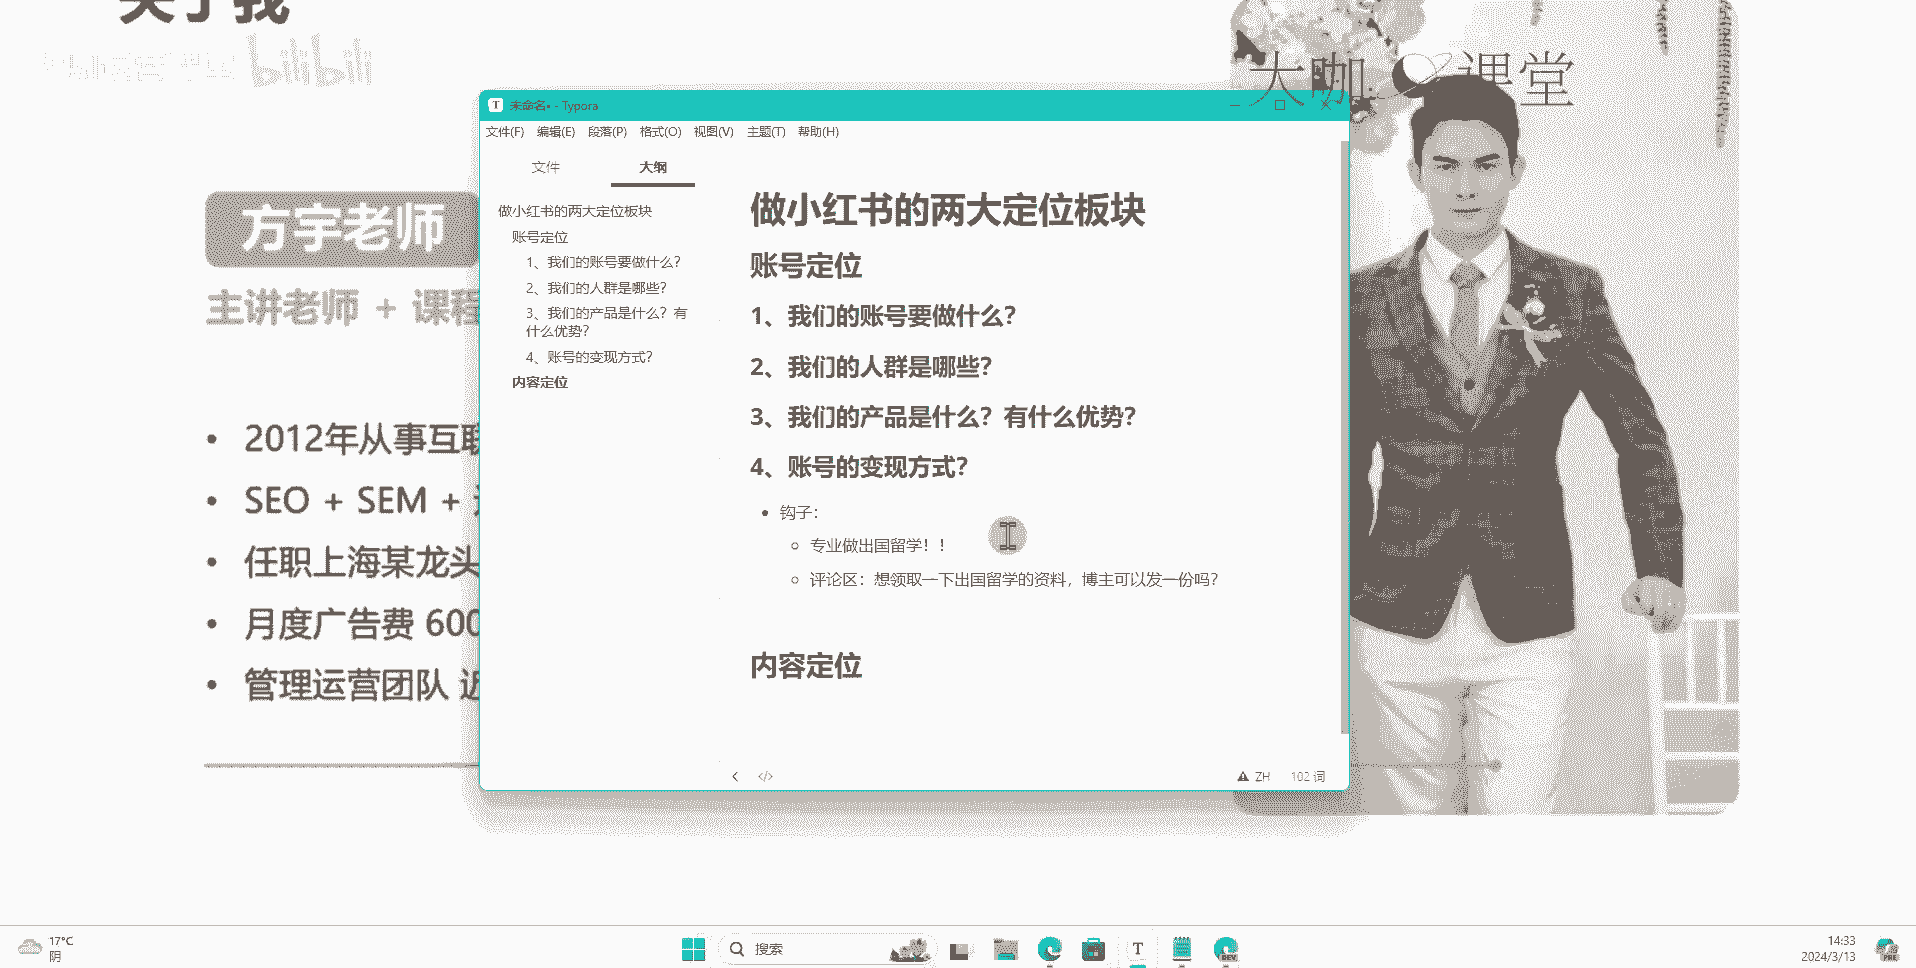 关于我
bilibili
大咖 课堂
未命名• - Typora
文件(F) 编辑(E) 段落(P) 格式(O) 视图(V) 主题(T) 帮助(H)
文件 大纲
做小红书的两大定位板块
账号定位
1、我们的账号要做什么?
2、我们的人群是哪些?
3、我们的产品是什么? 有
什么优势?
4、账号的变现方式?
内容定位
做小红书的两大定位板块
账号定位
1、我们的账号要做什么?
2、我们的人群是哪些?
3、我们的产品是什么? 有什么优势?
4、账号的变现方式?
• 钩子:
专业做出国留学! !
评论区: 想领取一下出国留学的资料, 博主可以发一份吗?
内容定位
ZH 102 词
方宇老师
主讲老师 + 课程
• 2012年从事互联
• SEO + SEM +
• 任职上海某龙头
• 月度广告费 600
• 管理运营团队 近
17°C
阴
搜索
T
DEV
14:33
2024/3/13
PRE